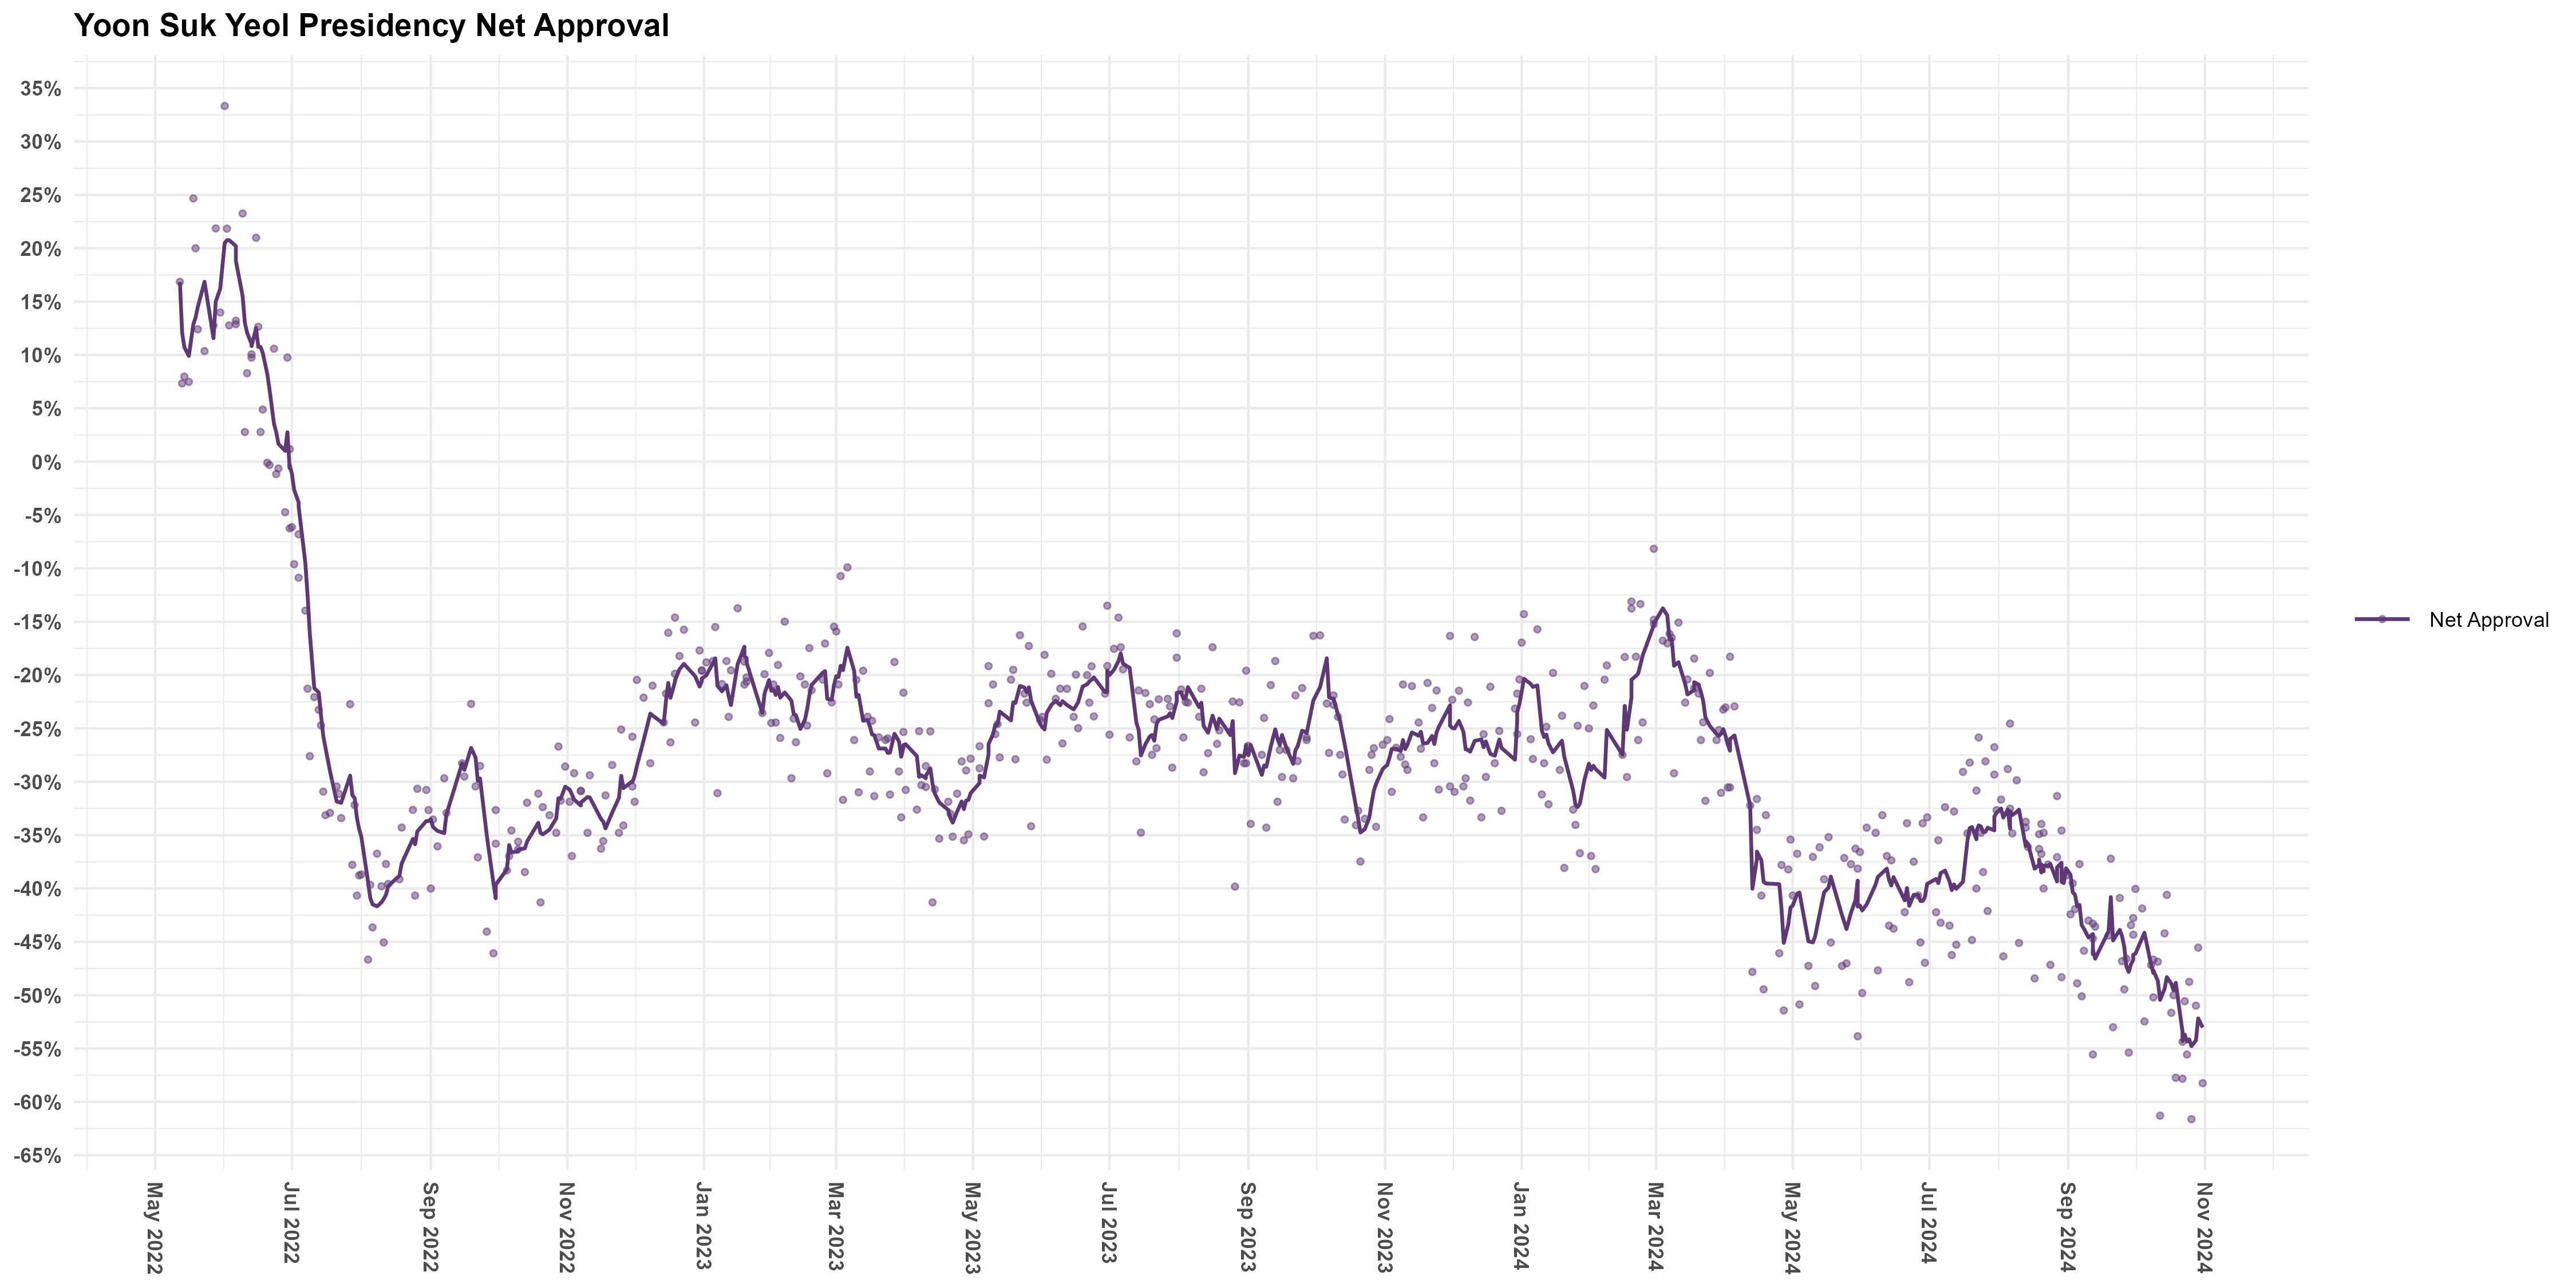 Yoon Suk Yeol Presidency Net Approval
35%
30%
25%
20%
15%
10%
5%
0%
-5%
-10%
-15%
-20%
-25%
-30%
-35%
-40%
-45%
-50%
-55%
-60%
-65%
May 2022
Jul 2022
Sep 2022
Nov 2022
Jan 2023
Mar 2023
May 2023
Jul 2023
Sep 2023
Nov 2023
Jan 2024
Mar 2024
May 2024
Jul 2024
Sep 2024
Nov 2024
Net Approval